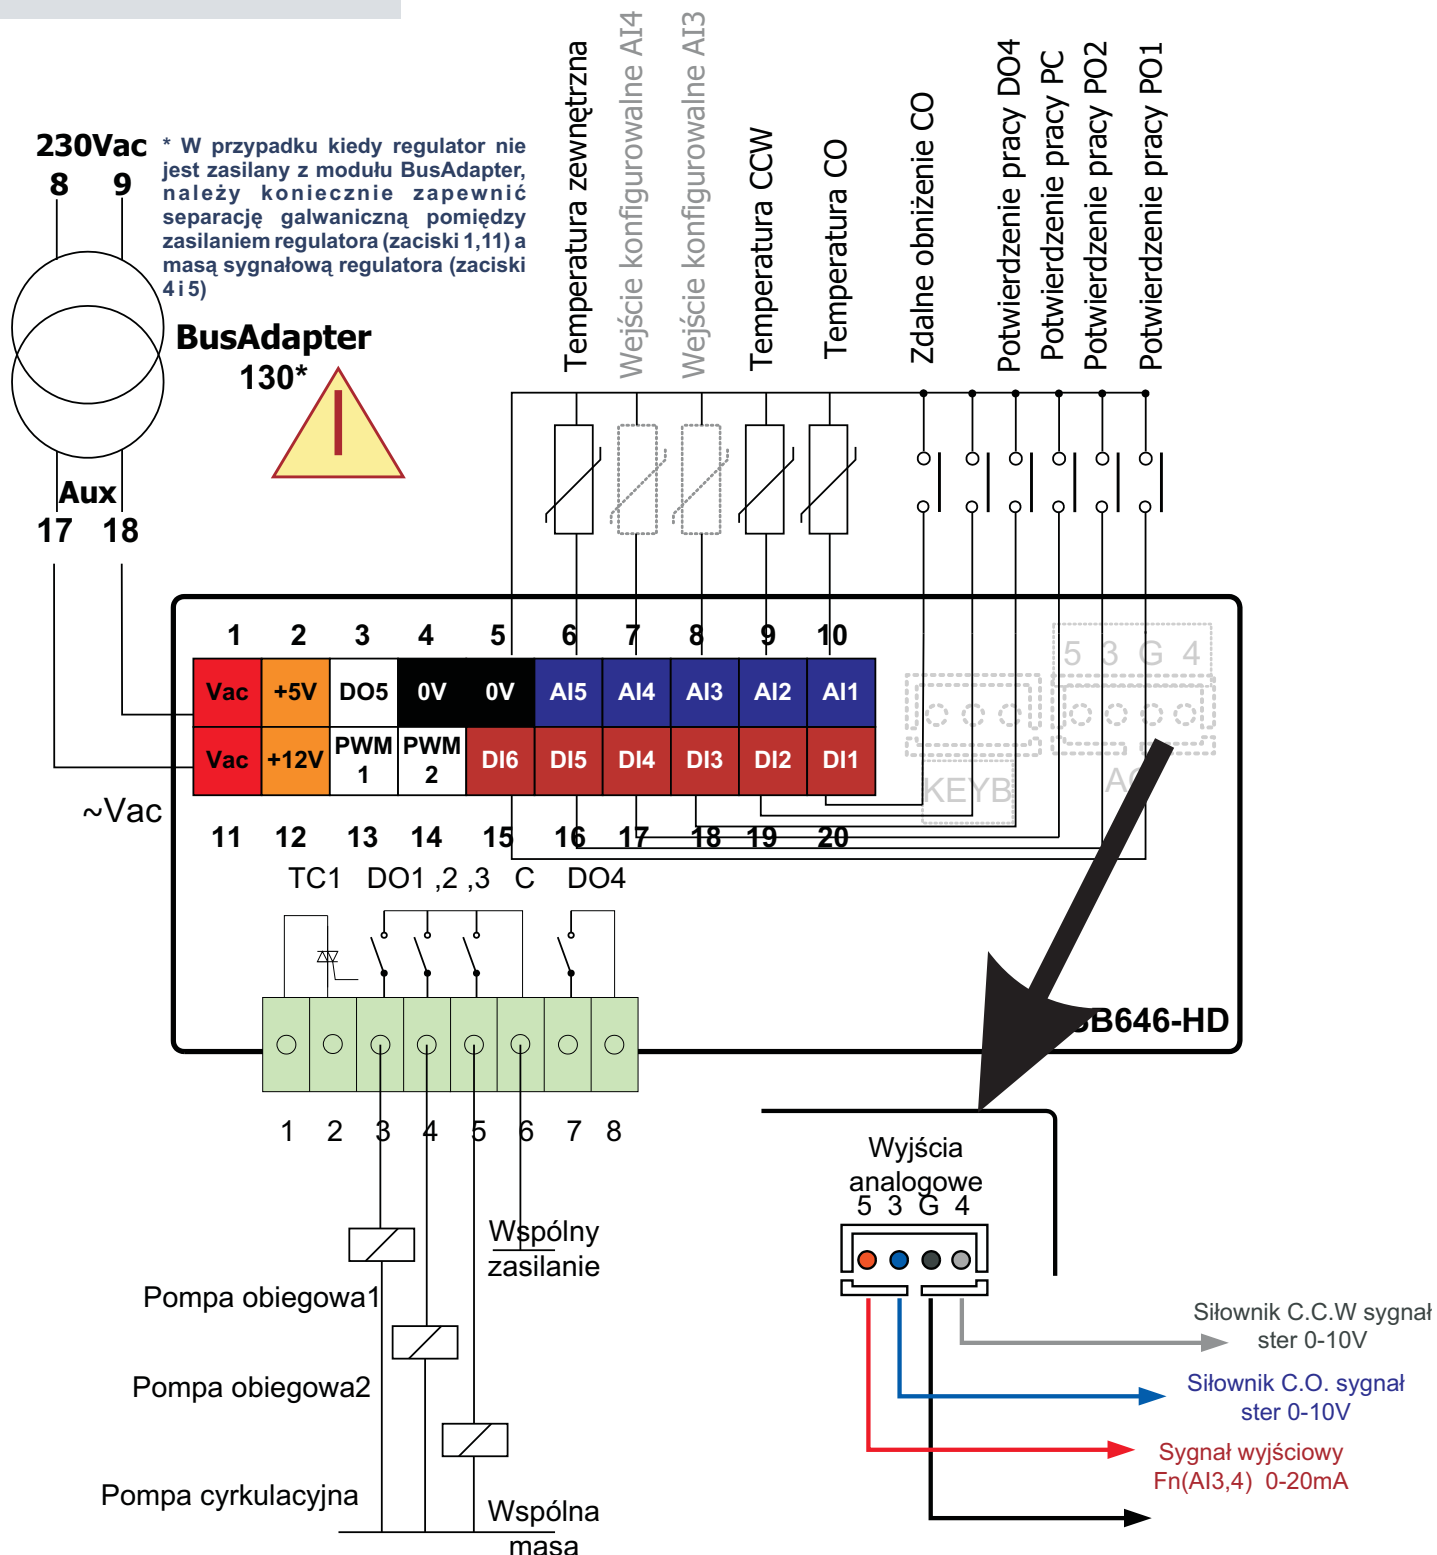 230Vac
8 9
* W przypadku kiedy regulator nie
jest zasilany z modułu BusAdapter,
należy koniecznie zapewnić
separację galwaniczną pomiędzy
zasilaniem regulatora (zaciski 1,11) a
masą sygnałową regulatora (zaciski
4 i 5)
BusAdapter
130*
Aux
17 18
Temperatura zewnętrzna
Wejście konfigurowalne AI4
Wejście konfigurowalne AI3
Temperatura CCW
Temperatura CO
Zdalne obniżenie CO
Potwierdzenie pracy DO4
Potwierdzenie pracy PC
Potwierdzenie pracy PO2
Potwierdzenie pracy PO1
1 2 3 4 5 6 7 8 9 10
Vac +5V DO5 0V 0V AI5 AI4 AI3 AI2 AI1
Vac +12V PWM 1 PWM 2 DI6 DI5 DI4 DI3 DI2 DI1
~Vac
11 12 13 14 15 16 17 18 19 20
5 3 G 4
KEYB
TC1 DO1 ,2 ,3 C DO4
1 2 3 4 5 6 7 8
B646-HD
Wyjścia
analogowe
5 3 G 4
Wspólny
zasilanie
Pompa obiegowa1
Pompa obiegowa2
Pompa cyrkulacyjna
Wspólna
masa
Siłownik C.C.W sygnał
ster 0-10V
Siłownik C.O. sygnał
ster 0-10V
Sygnał wyjściowy
Fn(AI3,4) 0-20mA